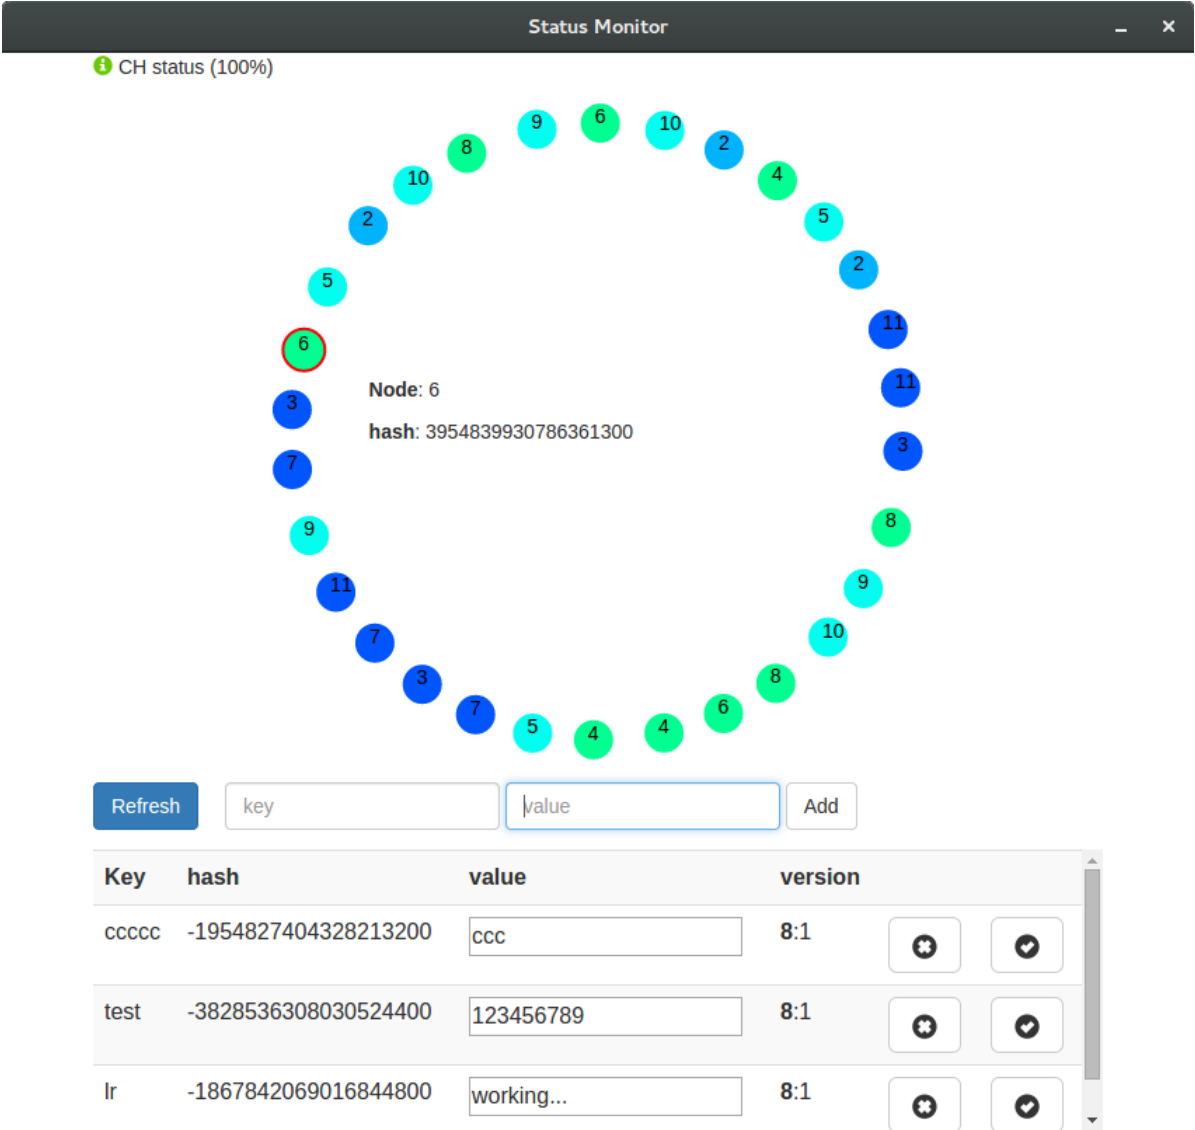 Status Monitor
CH status (100%)
9 6 10
8 2
10 4
2 5
5 2
6 11
3 11
7 3
9 8
11 9
7 10
3 8
7 6
5 4 4
Node: 6
hash: 3954839930786361300
Refresh key value Add
Key hash value version
ccccc -1954827404328213200 ccc 8:1
test -3828536308030524400 123456789 8:1
lr -1867842069016844800 working... 8:1